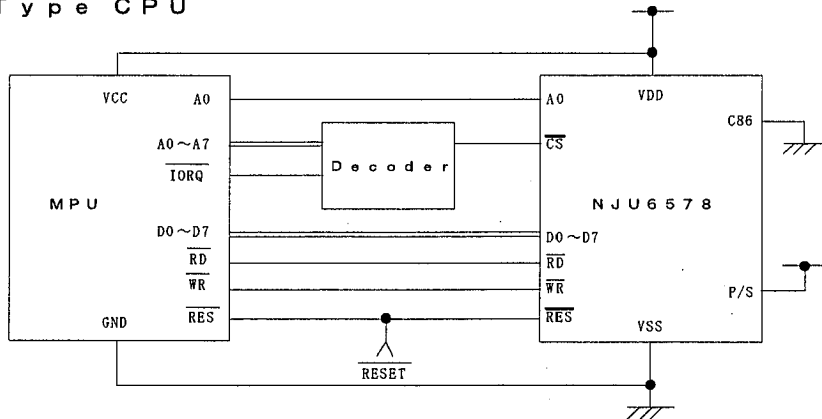 Type CPU
VCC
A0
A0～A7
IORQ
MPU
D0～D7
RD
WR
RES
GND
Decoder
RESET
A0
VDD
CS
C86
NJU6578
D0～D7
RD
WR
P/S
RES
VSS